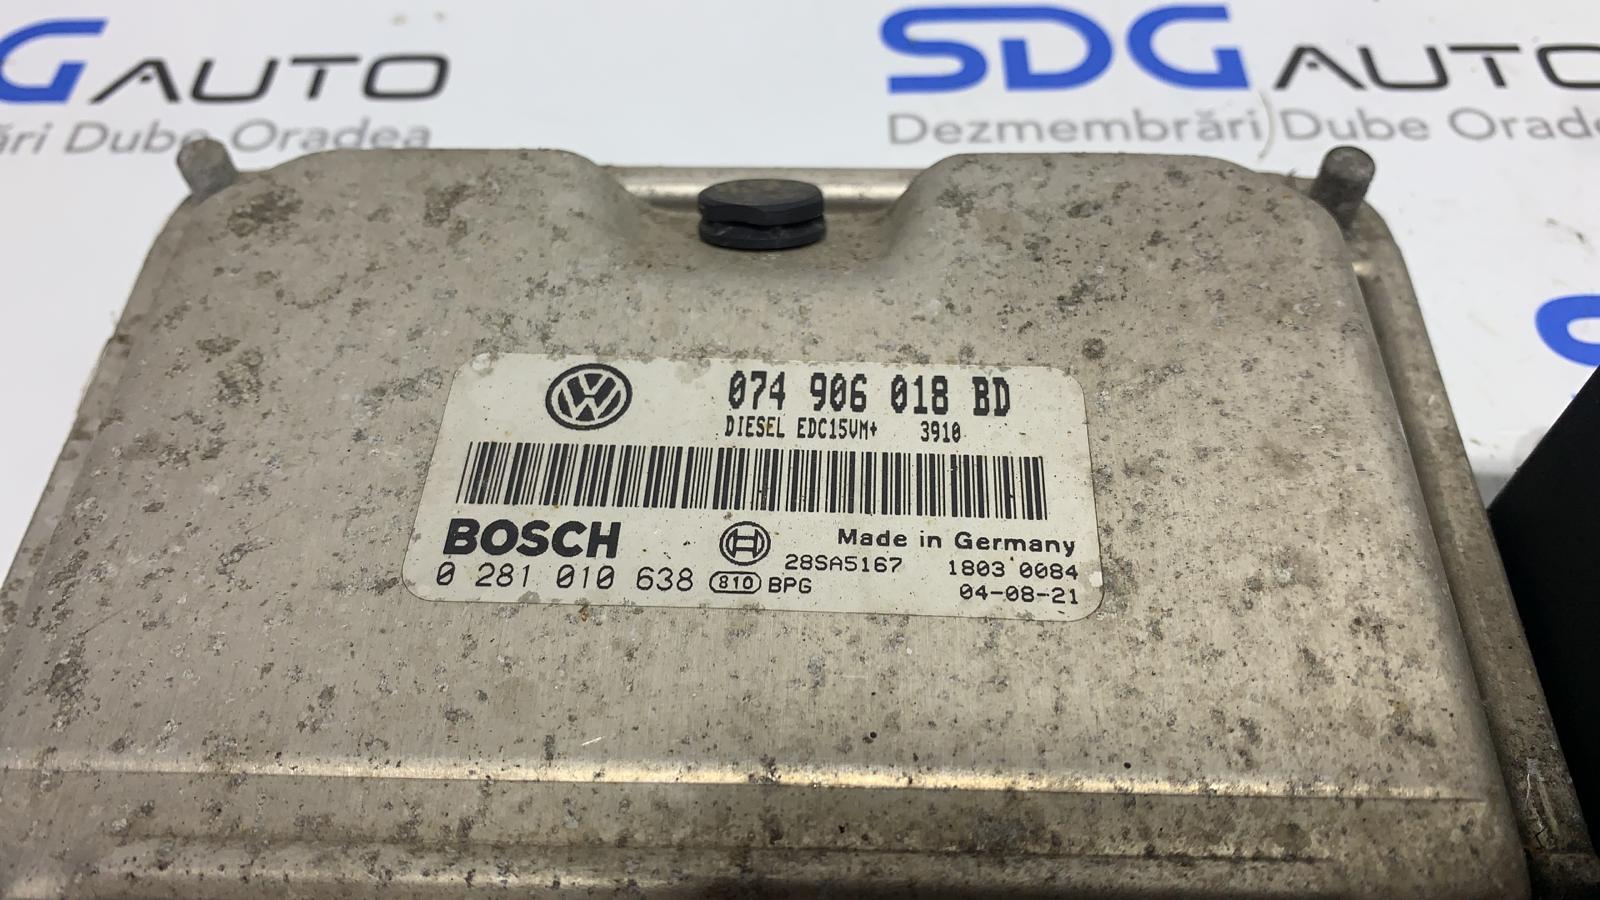 G AUTO
ări Dube Oradea
SDG AUTO
Dezmembrări Dube Orade
074 906 018 BD
DIESEL EDC15VM+ 3910
BOSCH
Made in Germany
0 281 010 638 810 BPG
28SA5167 1803 0084
04-08-21